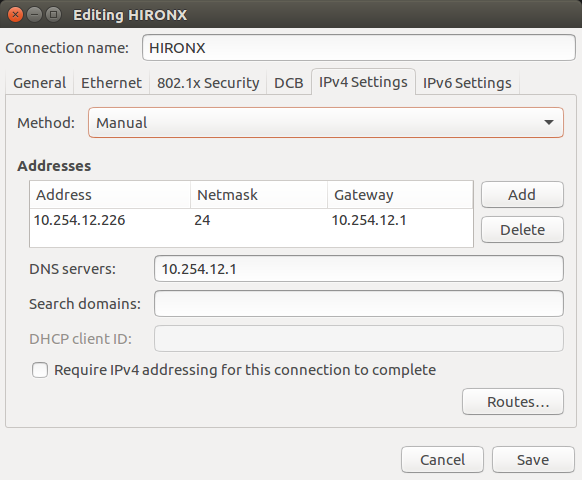 Editing HIRONX
Connection name: HIRONX
General Ethernet 802.1x Security DCB IPv4 Settings IPv6 Settings
Method: Manual
Addresses
Address Netmask Gateway Add
10.254.12.226 24 10.254.12.1
Delete
DNS servers: 10.254.12.1
Search domains:
DHCP client ID:
Require IPv4 addressing for this connection to complete
Routes...
Cancel Save